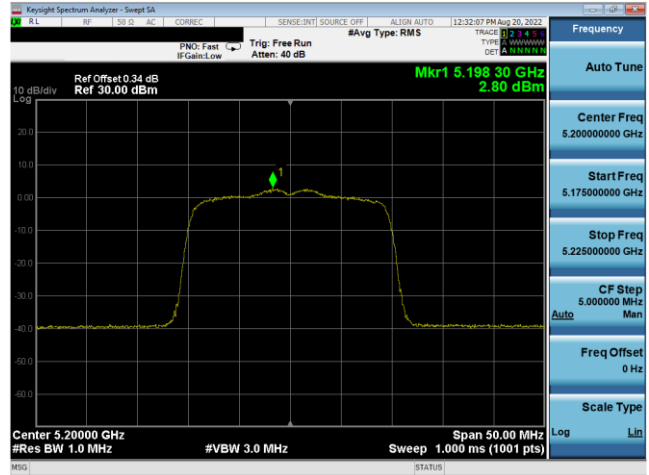 Keysight Spectrum Analyzer - Swept SA
LXI RL RF 50 Ω AC CORREC SENSE:INT SOURCE OFF ALIGN AUTO 12:32:07 PM Aug 20, 2022
#Avg Type: RMS
TRACE 1 2 3 4 5 6
TYPE A WWWWW
DET A N N N N N
PNO: Fast
IFGain:Low
Trig: Free Run
Atten: 40 dB
Mkr1 5.198 30 GHz
2.80 dBm
10 dB/div
Log
Ref Offset 0.34 dB
Ref 30.00 dBm
20.0
10.0
0.00
-10.0
-20.0
-30.0
-40.0
-50.0
-60.0
1
Center 5.20000 GHz
Span 50.00 MHz
#Res BW 1.0 MHz
#VBW 3.0 MHz
Sweep 1.000 ms (1001 pts)
MSG
STATUS
Frequency
Auto Tune
Center Freq
5.200000000 GHz
Start Freq
5.175000000 GHz
Stop Freq
5.225000000 GHz
CF Step
5.000000 MHz
Auto Man
Freq Offset
0 Hz
Scale Type
Log Lin